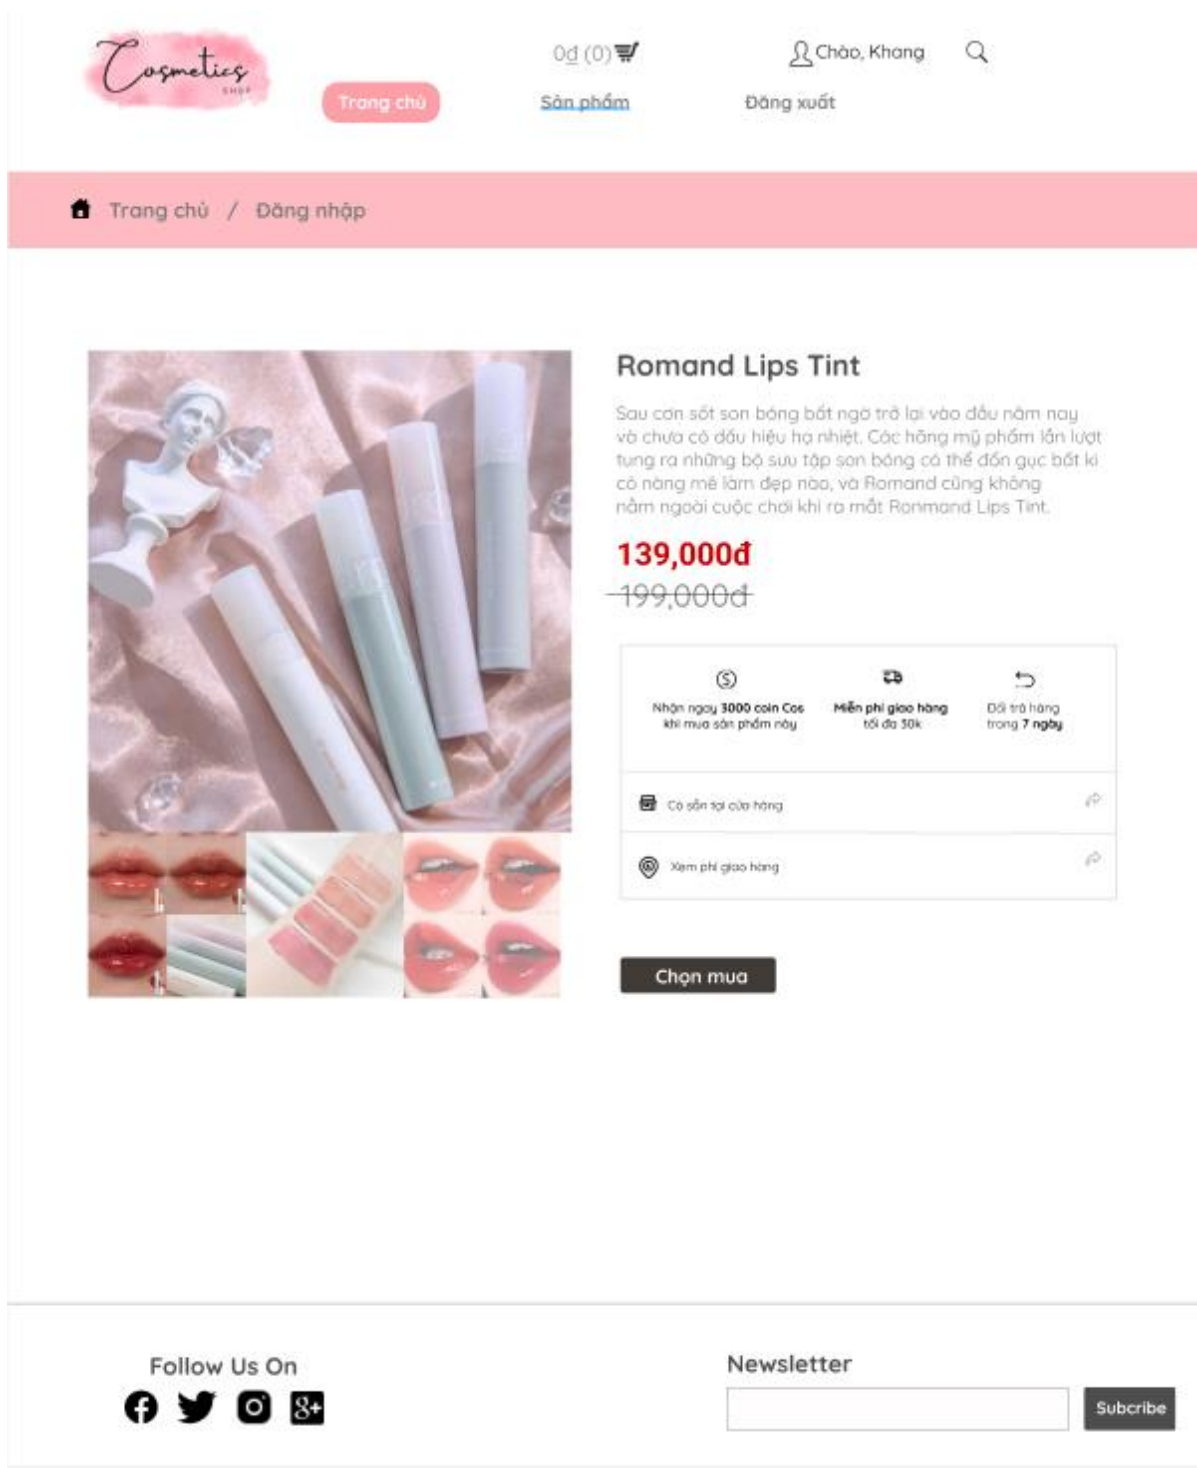 Cosmetics
SHOP
0₫ (0)
Chào, Khang
Trang chủ
Sản phẩm
Đăng xuất
Trang chủ / Đăng nhập
Romand Lips Tint
Sau cơn sốt son bóng bất ngờ trở lại vào đầu năm nay
và chưa có dấu hiệu hạ nhiệt. Các hãng mỹ phẩm lần lượt
tung ra những bộ sưu tập son bóng có thể đốn gục bất kì
cô nàng mê làm đẹp nào, và Romand cũng không
nằm ngoài cuộc chơi khi ra mắt Ronmand Lips Tint.
139,000đ
199,000đ
Nhận ngay 3000 coin Cos
khi mua sản phẩm này
Miễn phí giao hàng
tối đa 30k
Đổi trả hàng
trong 7 ngày
Có sẵn tại cửa hàng
Xem phí giao hàng
Chọn mua
Follow Us On
Newsletter
Subcribe